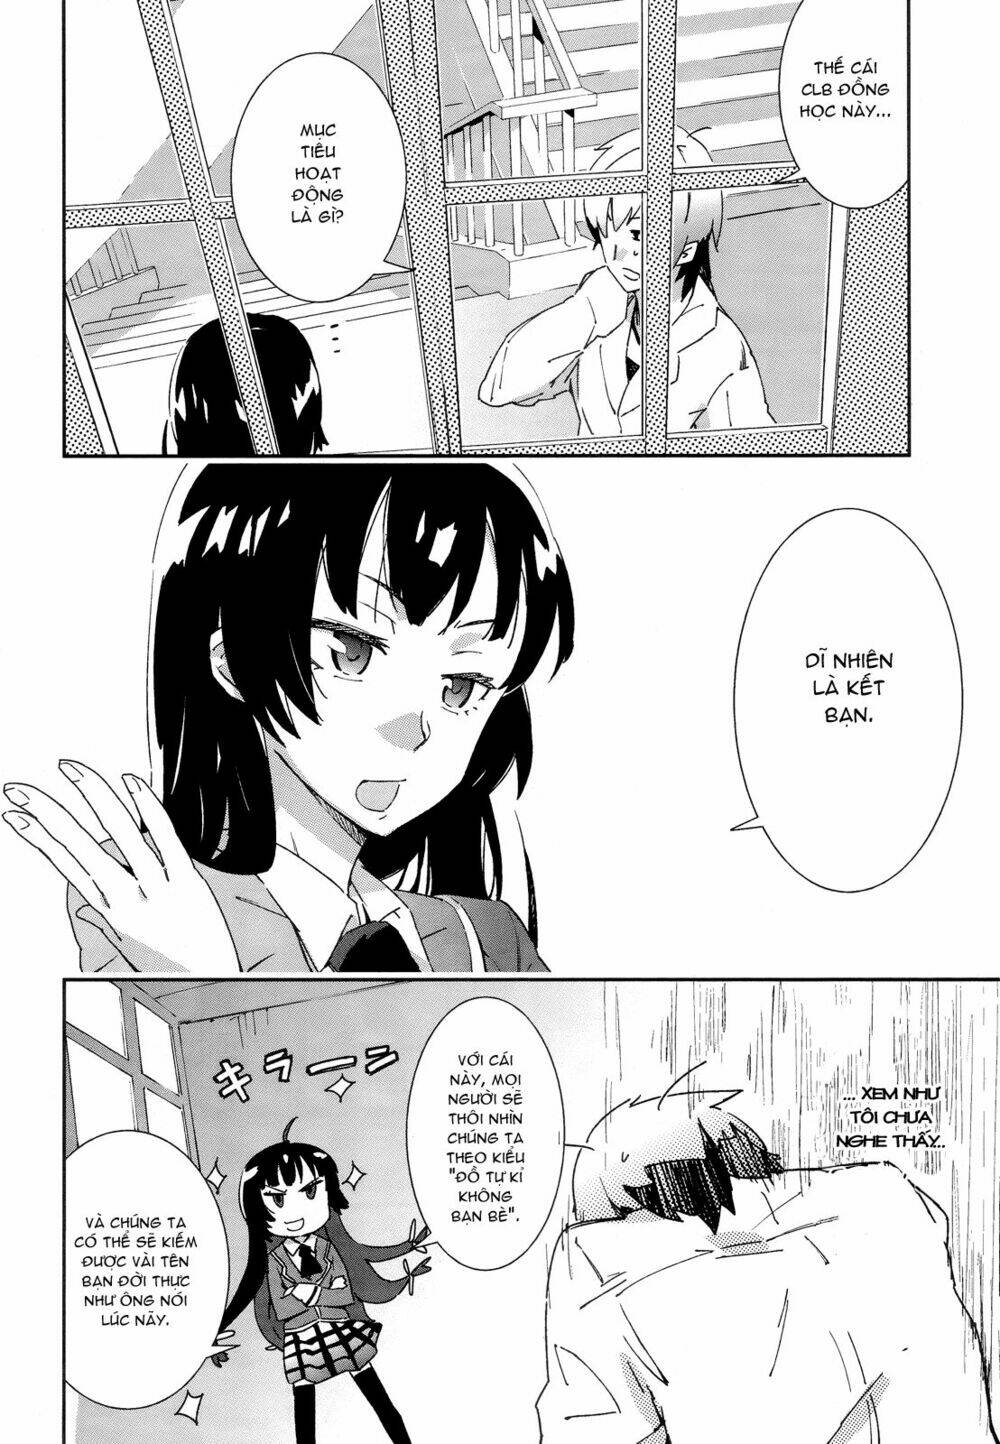 THẾ CÁI
CLB ĐỒNG
HỌC NÀY...
MỤC
TIÊU
HOẠT
ĐỘNG
LÀ GÌ?
DĨ NHIÊN
LÀ KẾT
BẠN.
... XEM NHƯ
TÔI CHƯA
NGHE THẤY...
VỚI CÁI
NÀY, MỌI
NGƯỜI SẼ
THÔI NHÌN
CHÚNG TA
THEO KIỂU
"ĐỒ TỰ KỈ
KHÔNG
BẠN BÈ".
キラーン
VÀ CHÚNG TA
CÓ THỂ SẼ KIẾM
ĐƯỢC VÀI TÊN
BẠN ĐỜI THỰC
NHƯ ÔNG NÓI
LÚC NÃY.